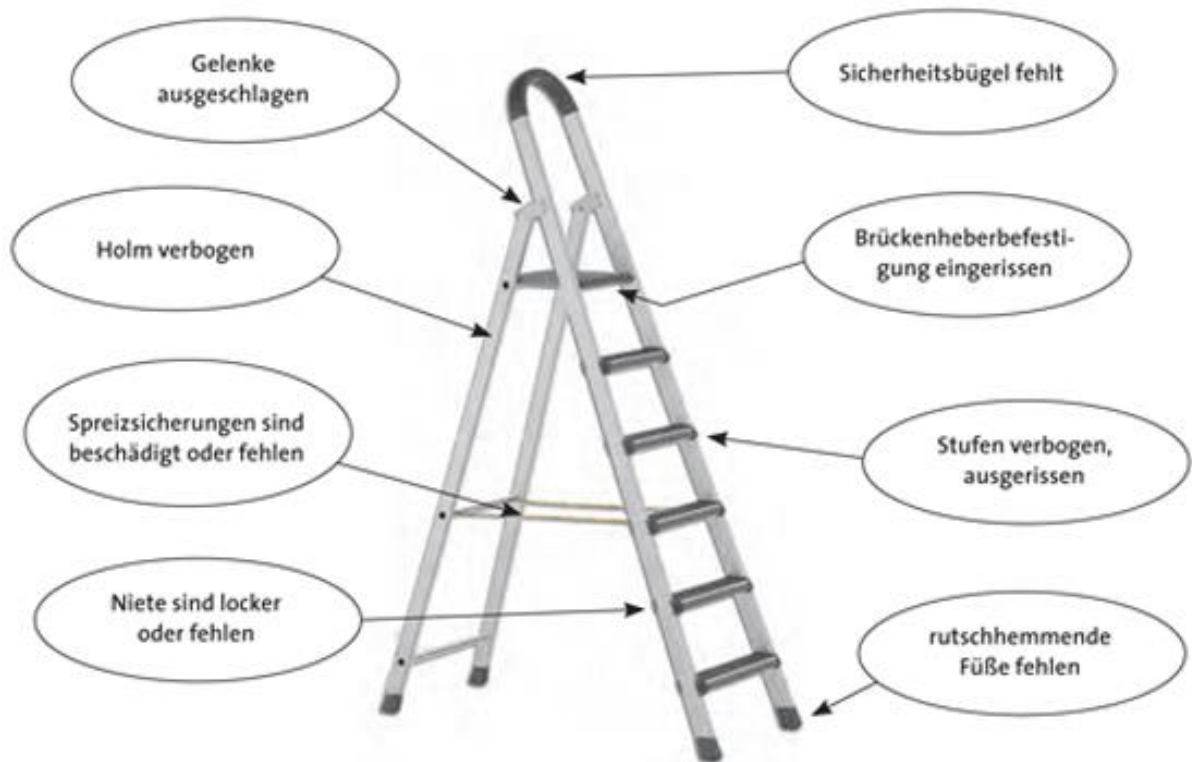 Gelenke
ausgeschlagen
Sicherheitsbügel fehlt
Holm verbogen
Brückenheberbefesti-
gung eingerissen
Spreizsicherungen sind
beschädigt oder fehlen
Stufen verbogen,
ausgerissen
Niete sind locker
oder fehlen
rutschhemmende
Füße fehlen